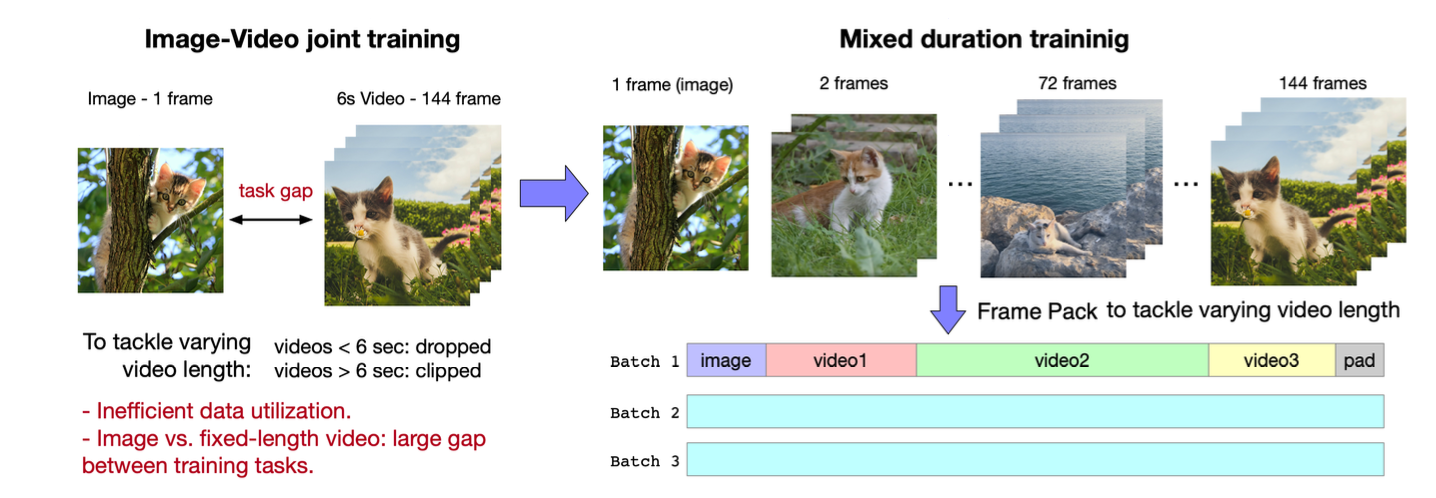 Image-Video joint training
Image - 1 frame
6s Video - 144 frame
task gap
To tackle varying
video length:
videos < 6 sec: dropped
videos > 6 sec: clipped
- Inefficient data utilization.
- Image vs. fixed-length video: large gap
between training tasks.
Mixed duration traininig
1 frame (image)
2 frames
72 frames
144 frames
...
...
Frame Pack to tackle varying video length
Batch 1
image
video1
video2
video3
pad
Batch 2
Batch 3